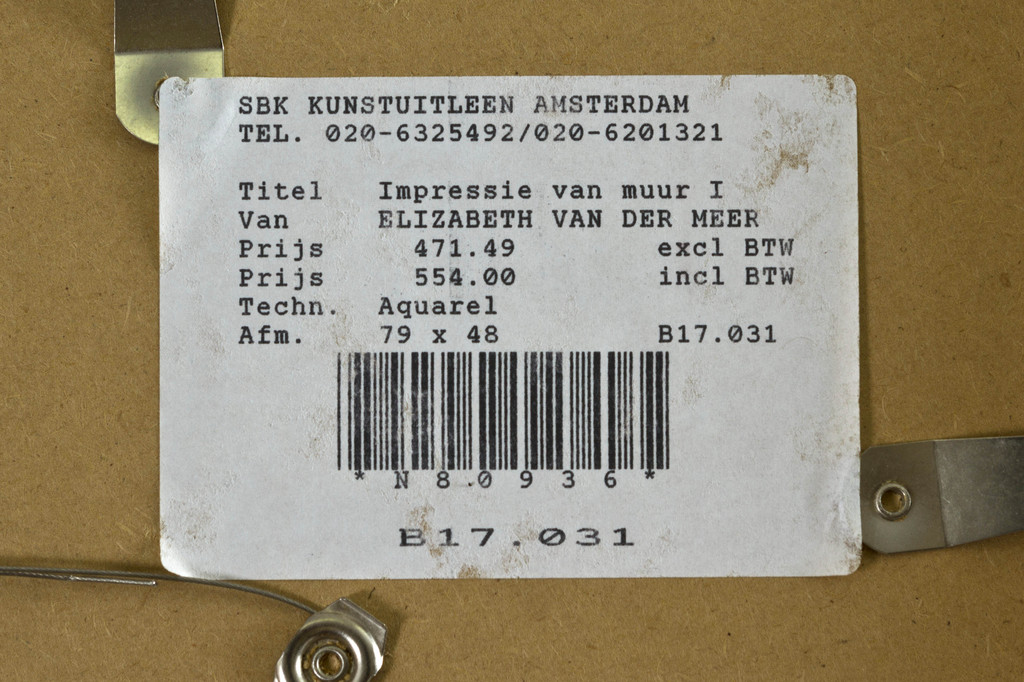 SBK KUNSTUITLEEN AMSTERDAM
TEL. 020-6325492/020-6201321
Titel Impressie van muur I
Van ELIZABETH VAN DER MEER
Prijs 471.49 excl BTW
Prijs 554.00 incl BTW
Techn. Aquarel
Afm. 79 x 48 B17.031
*N80936*
B17.031